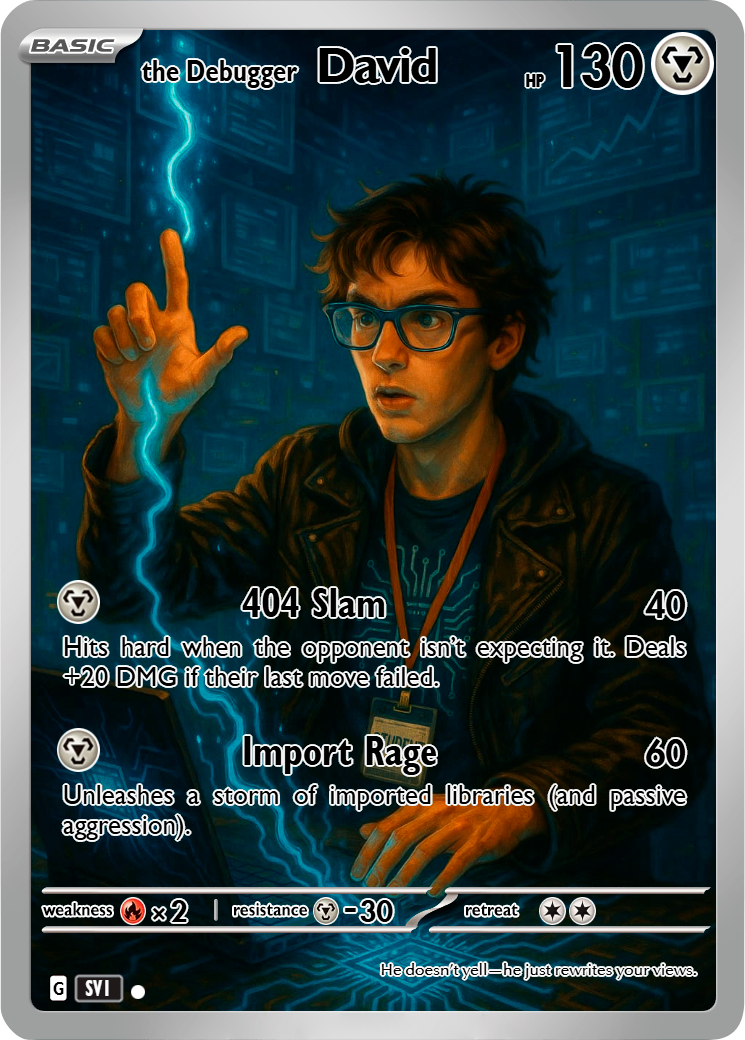 BASIC
the Debugger David HP 130
404 Slam 40
Hits hard when the opponent isn't expecting it. Deals
+20 DMG if their last move failed.
STUDENT
Import Rage 60
Unleashes a storm of imported libraries (and passive
aggression).
weakness ×2 | resistance -30 retreat
He doesn't yell—he just rewrites your views.
G SVI